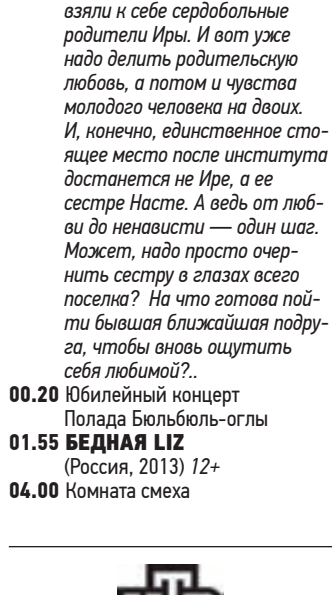 взяли к себе сердобольные
родители Иры. И вот уже
надо делить родительскую
любовь, а потом и чувства
молодого человека на двоих.
И, конечно, единственное сто-
ящее место после института
достанется не Ире, а ее
сестре Насте. А ведь от люб-
ви до ненависти — один шаг.
Может, надо просто очер-
нить сестру в глазах всего
поселка? На что готова пой-
ти бывшая ближайшая подру-
га, чтобы вновь ощутить
себя любимой?..
00.20 Юбилейный концерт
Полада Бюльбюль-оглы
01.55 БЕДНАЯ LIZ
(Россия, 2013) 12+
04.00 Комната смеха